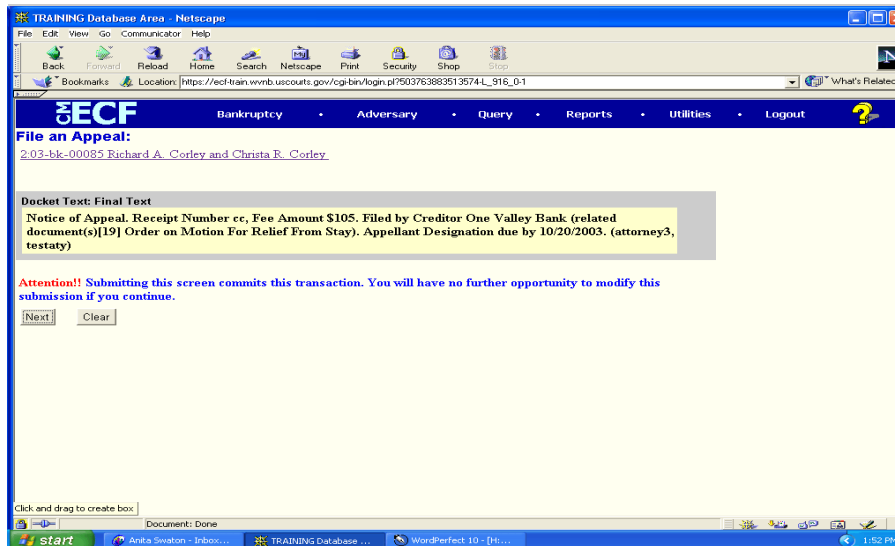 TRAINING Database Area - Netscape
File Edit View Go Communicator Help
Back Forward Reload Home Search Netscape Print Security Shop Stop
Bookmarks Location: https://ecf-train.wvnb.uscourts.gov/cgi-bin/login.pl?503763883513574-L_916_0-1 What's Related
CM ECF Bankruptcy • Adversary • Query • Reports • Utilities • Logout ?
File an Appeal:
2:03-bk-00085 Richard A. Corley and Christa R. Corley
Docket Text: Final Text
Notice of Appeal. Receipt Number cc, Fee Amount $105. Filed by Creditor One Valley Bank (related
document(s)[19] Order on Motion For Relief From Stay). Appellant Designation due by 10/20/2003. (attorney3,
testaty)
Attention!! Submitting this screen commits this transaction. You will have no further opportunity to modify this
submission if you continue.
Next Clear
Click and drag to create box
Document: Done
start Anita Swaton - Inbox... TRAINING Database ... WordPerfect 10 - [H:... 1:52 PM